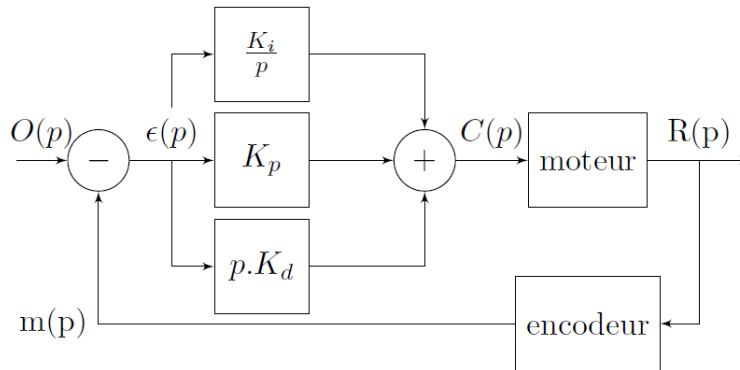 K_i
p
O(p)
−
ϵ(p)
K_p
+
C(p)
moteur
R(p)
p.K_d
m(p)
encodeur